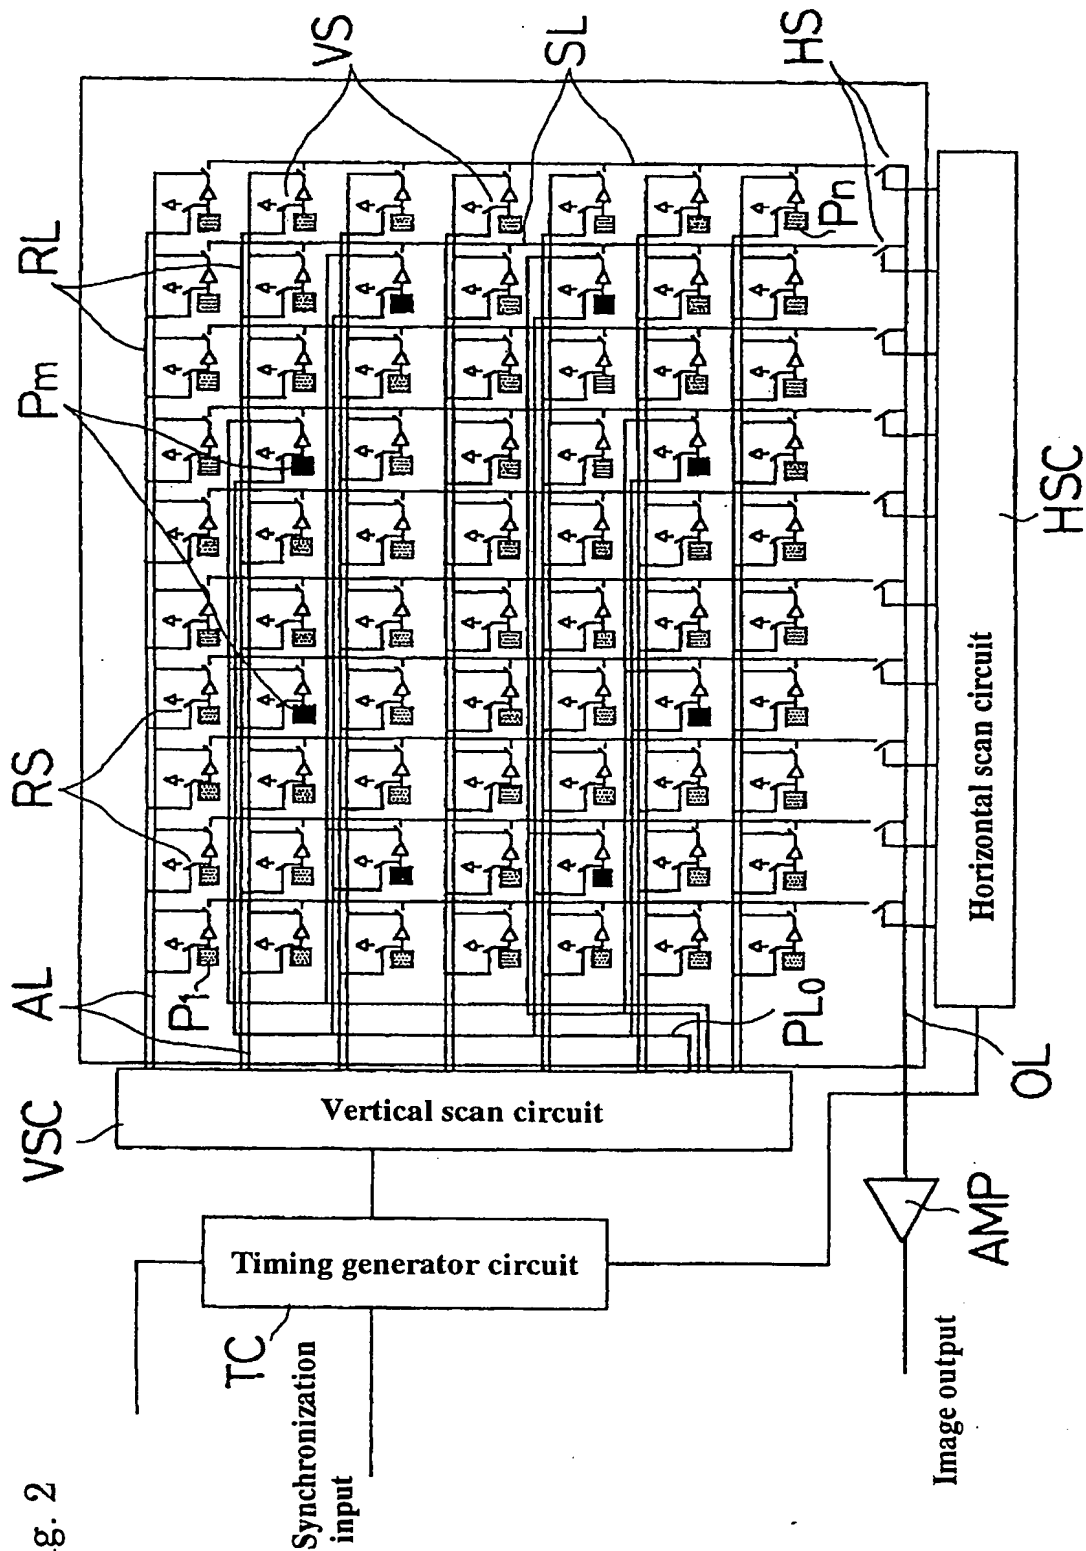 g. 2
VS
SL
HS
RL
Pm
RS
AL
P1
Pn
PL0
VSC
Vertical scan circuit
Horizontal scan circuit
HSC
OL
Timing generator circuit
TC
AMP
Synchronization
input
Image output